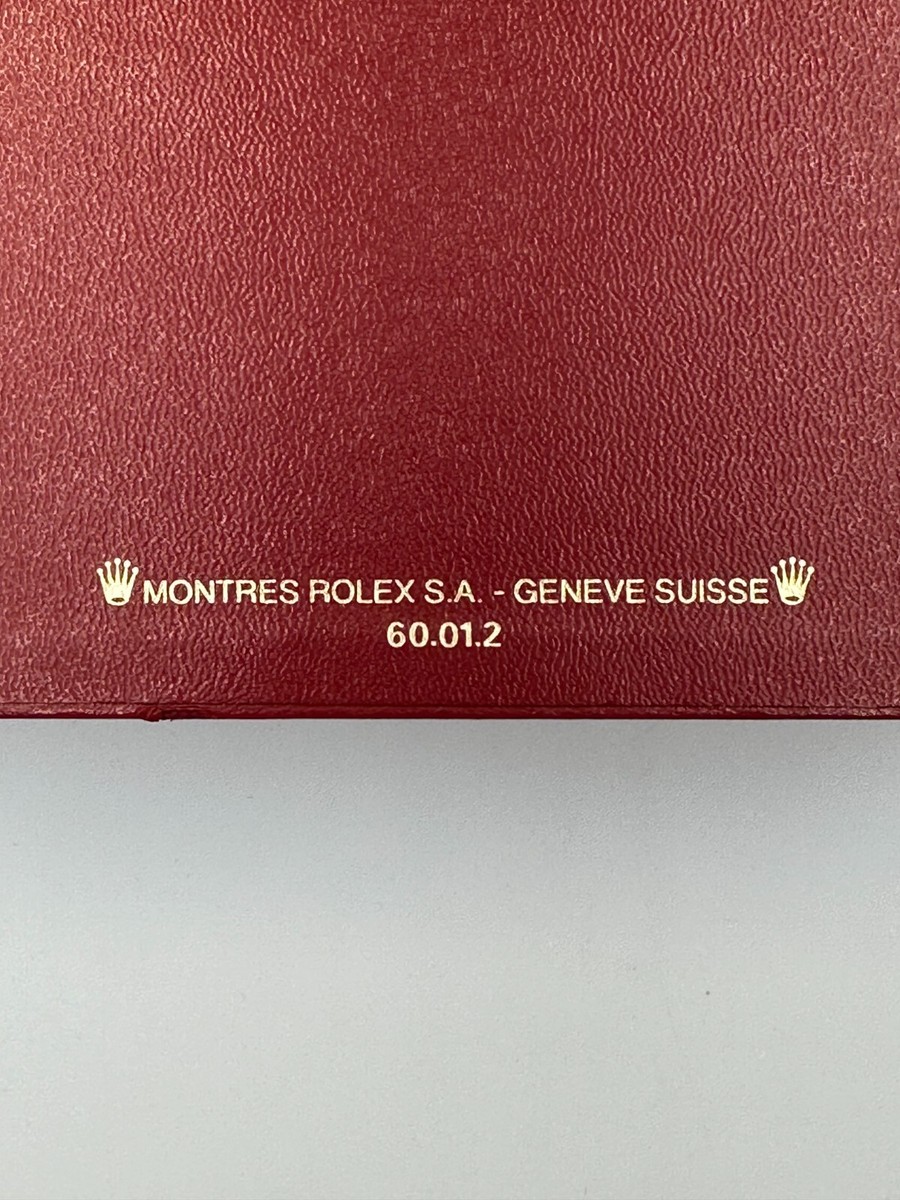 MONTRES ROLEX S.A. - GENEVE SUISSE
60.01.2